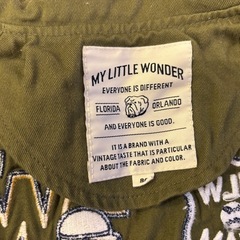 MY LITTLE WONDER
EVERYONE IS DIFFERENT
FLORIDA ORLANDO
AND EVERYONE IS GOOD.
IT IS A BRAND WITH A
VINTAGE TASTE THAT IS PARTICULAR
ABOUT THE FABRIC AND COLOR.